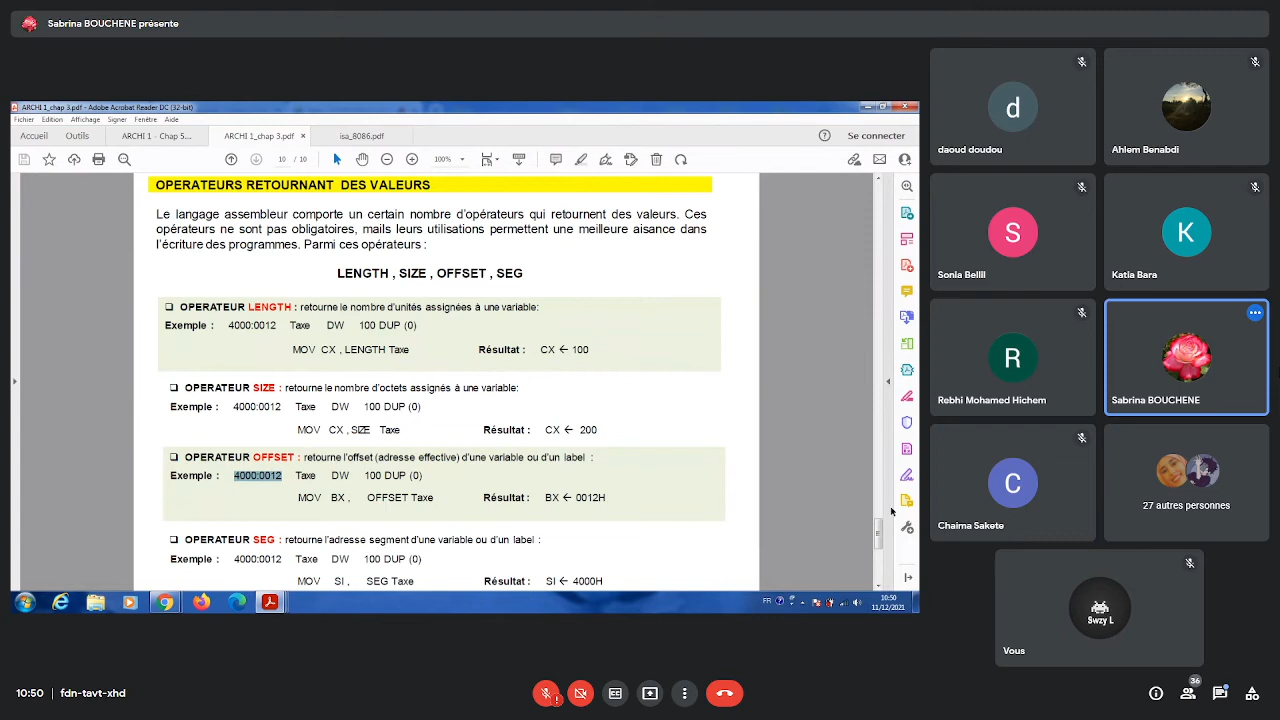 Sabrina BOUCHENE présente
ARCHI 1_chap 3.pdf - Adobe Acrobat Reader DC (32-bit)
Fichier Edition Affichage Signer Fenêtre Aide
Accueil Outils ARCHI 1 - Chap 5... ARCHI 1_chap 3.pdf × isa_8086.pdf Se connecter
10 / 10 100%
OPERATEURS RETOURNANT DES VALEURS
Le langage assembleur comporte un certain nombre d'opérateurs qui retournent des valeurs. Ces
opérateurs ne sont pas obligatoires, mails leurs utilisations permettent une meilleure aisance dans
l'écriture des programmes. Parmi ces opérateurs :
LENGTH , SIZE , OFFSET , SEG
❑ OPERATEUR LENGTH : retourne le nombre d'unités assignées à une variable:
Exemple : 4000:0012 Taxe DW 100 DUP (0)
MOV CX , LENGTH Taxe Résultat : CX ← 100
❑ OPERATEUR SIZE : retourne le nombre d'octets assignés à une variable:
Exemple : 4000:0012 Taxe DW 100 DUP (0)
MOV CX , SIZE Taxe Résultat : CX ← 200
❑ OPERATEUR OFFSET : retourne l'offset (adresse effective) d'une variable ou d'un label :
Exemple : 4000:0012 Taxe DW 100 DUP (0)
MOV BX , OFFSET Taxe Résultat : BX ← 0012H
❑ OPERATEUR SEG : retourne l'adresse segment d'une variable ou d'un label :
Exemple : 4000:0012 Taxe DW 100 DUP (0)
MOV SI , SEG Taxe Résultat : SI ← 4000H
FR 10:50
11/12/2021
d
daoud doudou
Ahlem Benabdi
S
Sonia Bellil
K
Katia Bara
R
Rebhi Mohamed Hichem
Sabrina BOUCHENE
C
Chaima Sakete
27 autres personnes
Swzy L
Vous
10:50 fdn-tavt-xhd
36